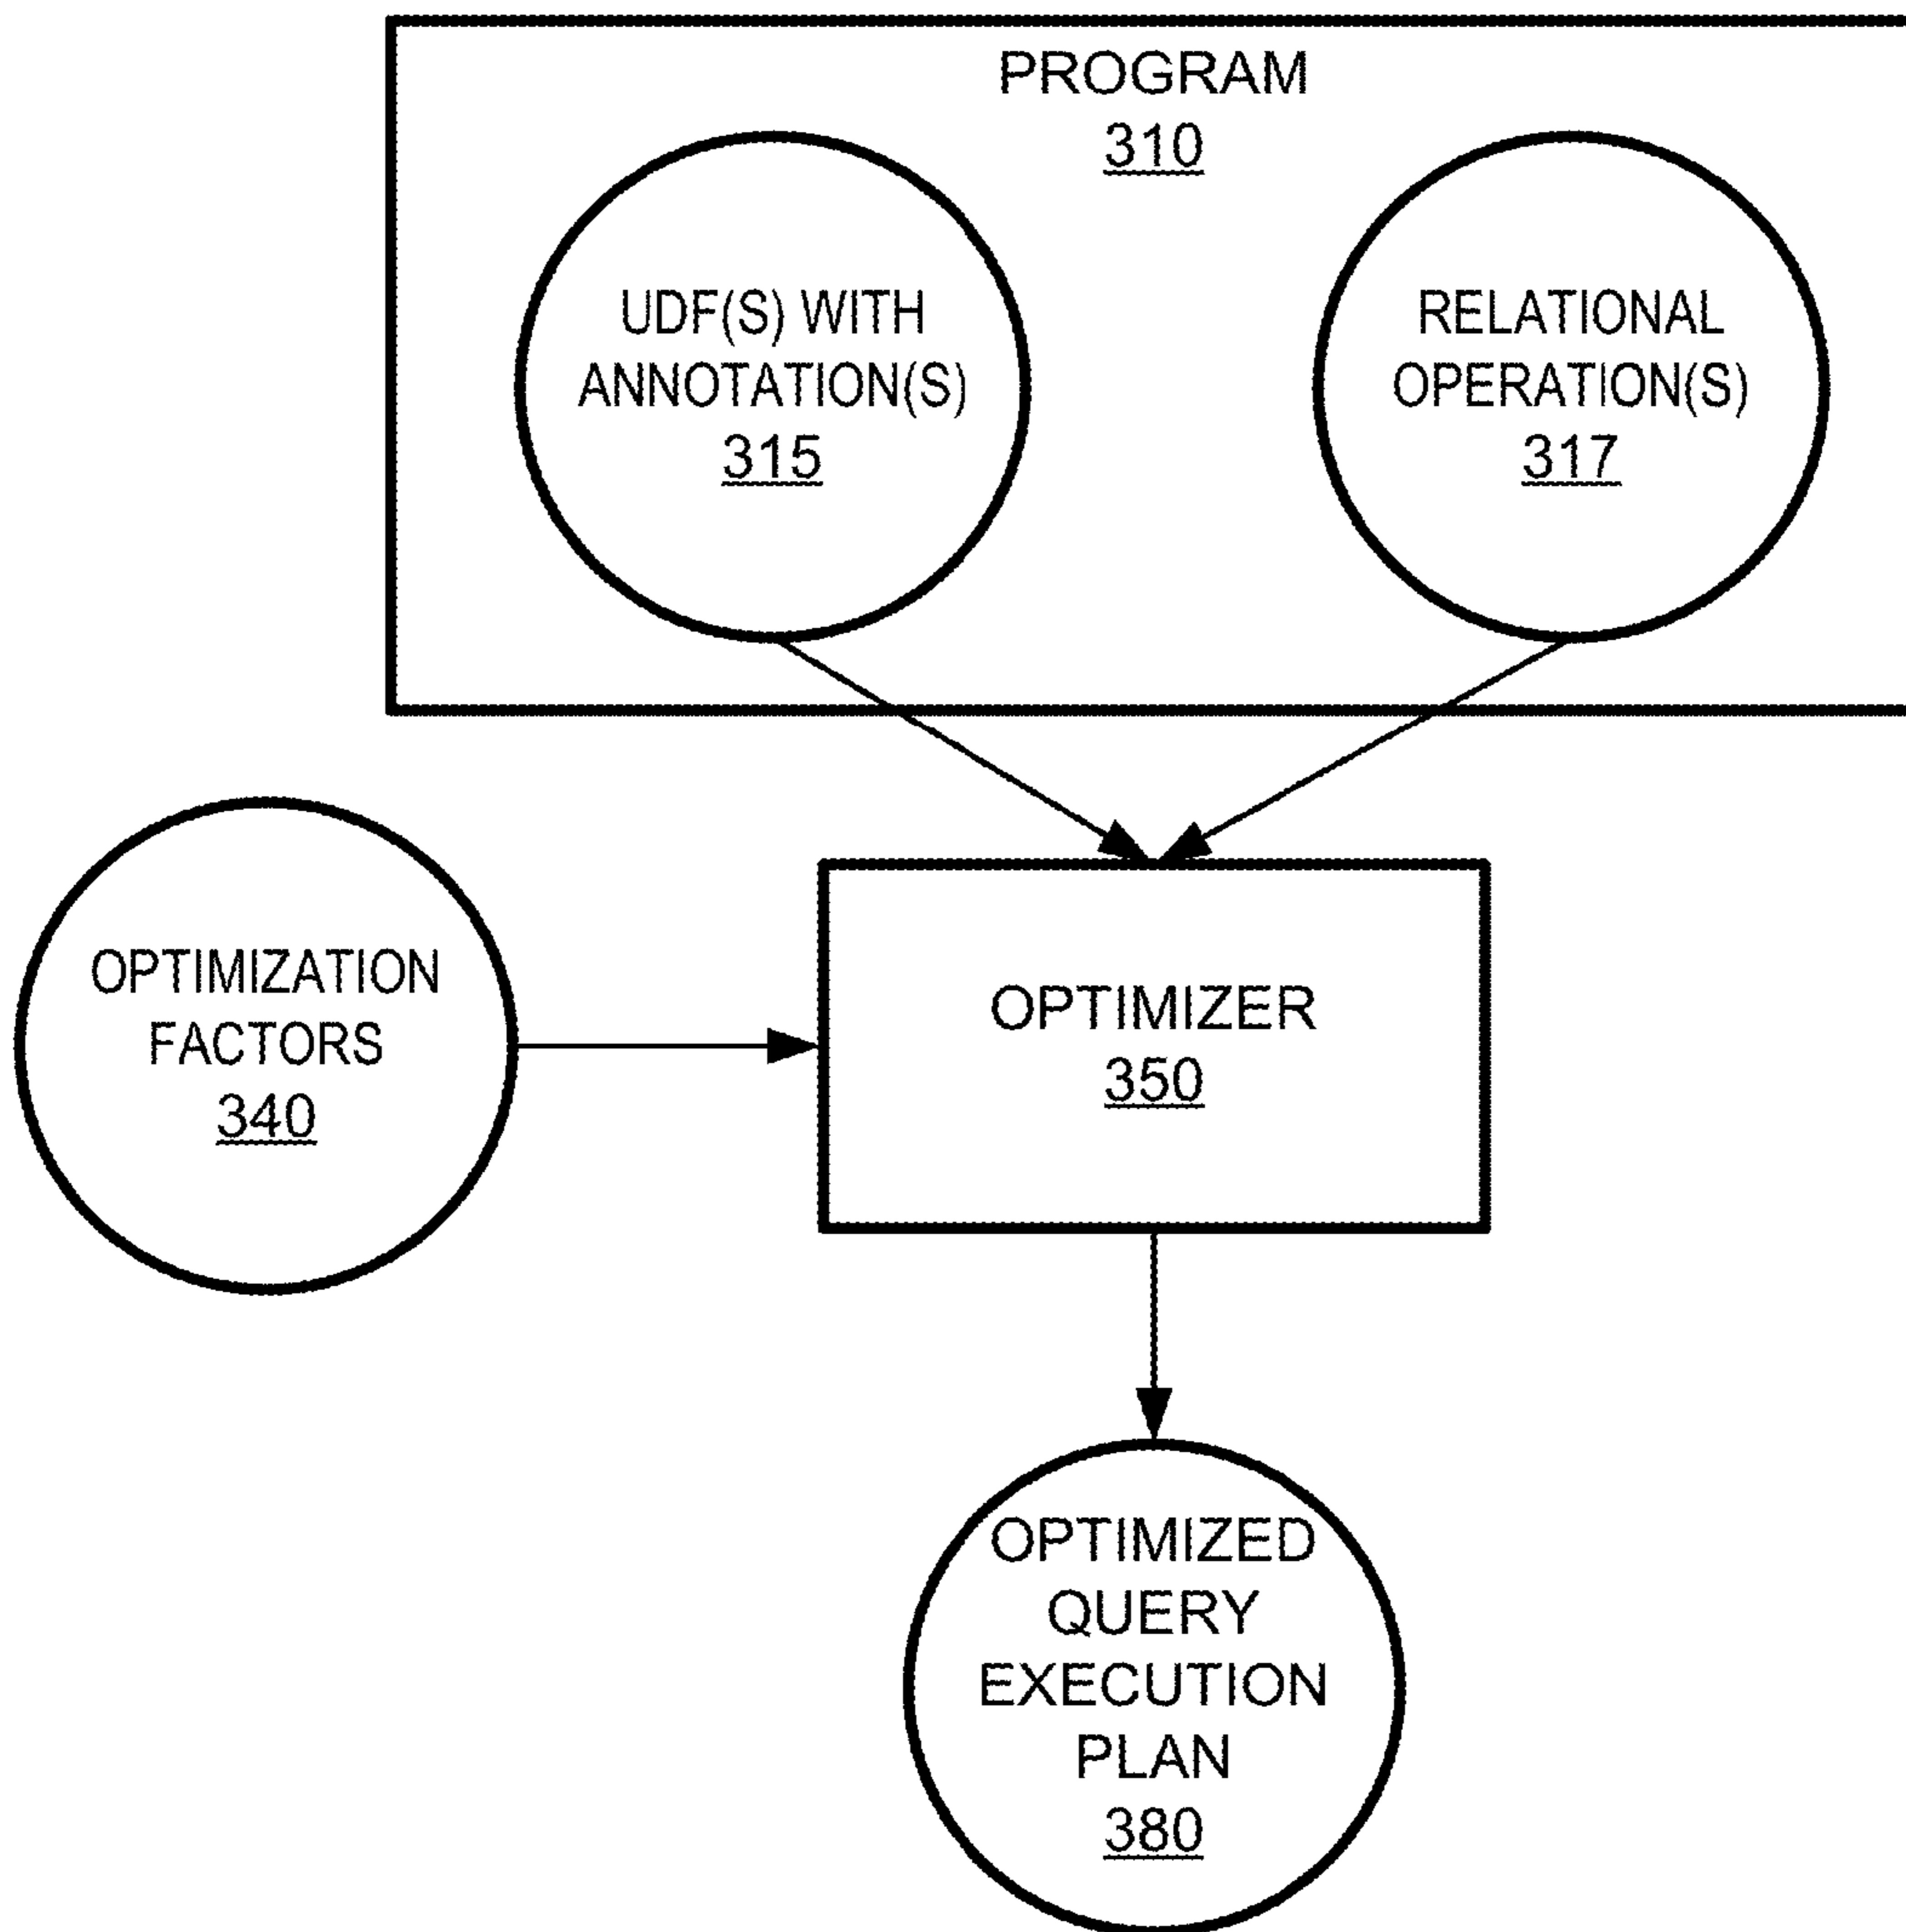 PROGRAM
310
UDF(S) WITH
ANNOTATION(S)
315
RELATIONAL
OPERATION(S)
317
OPTIMIZATION
FACTORS
340
OPTIMIZER
350
OPTIMIZED
QUERY
EXECUTION
PLAN
380